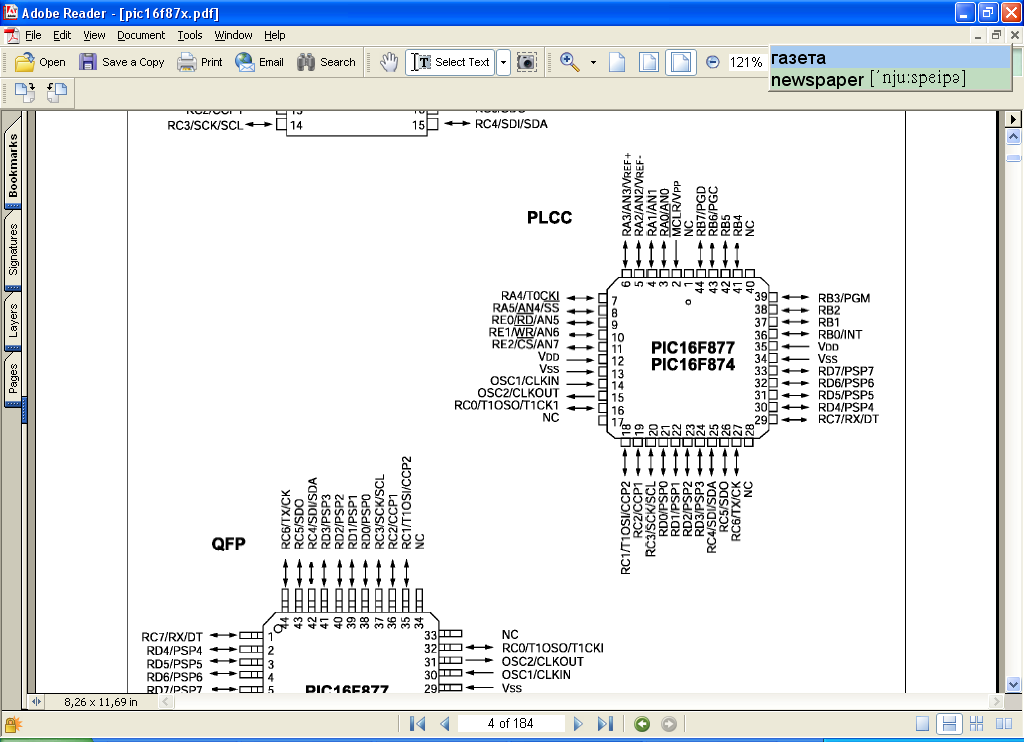 Adobe Reader - [pic16f87x.pdf]
File Edit View Document Tools Window Help
Open Save a Copy Print Email Search Select Text 121%
газета
newspaper [ˊnju:speipə]
Bookmarks
Signatures
Layers
Pages
RC3/SCK/SCL 14 15 RC4/SDI/SDA
PLCC
RA3/AN3/VREF+
RA2/AN2/VREF-
RA1/AN1
RA0/AN0
MCLR/VPP
NC
RB7/PGD
RB6/PGC
RB5
RB4
NC
6 5 4 3 2 1 44 43 42 41 40
RA4/T0CKI 7 39 RB3/PGM
RA5/AN4/SS 8 38 RB2
RE0/RD/AN5 9 37 RB1
RE1/WR/AN6 10 36 RB0/INT
RE2/CS/AN7 11 35 VDD
VDD 12 34 VSS
VSS 13 33 RD7/PSP7
OSC1/CLKIN 14 32 RD6/PSP6
OSC2/CLKOUT 15 31 RD5/PSP5
RC0/T1OSO/T1CK1 16 30 RD4/PSP4
NC 17 29 RC7/RX/DT
PIC16F877
PIC16F874
18 19 20 21 22 23 24 25 26 27 28
RC1/T1OSI/CCP2
RC2/CCP1
RC3/SCK/SCL
RD0/PSP0
RD1/PSP1
RD2/PSP2
RD3/PSP3
RC4/SDI/SDA
RC5/SDO
RC6/TX/CK
NC
QFP
RC6/TX/CK
RC5/SDO
RC4/SDI/SDA
RD3/PSP3
RD2/PSP2
RD1/PSP1
RD0/PSP0
RC3/SCK/SCL
RC2/CCP1
RC1/T1OSI/CCP2
NC
44 43 42 41 40 39 38 37 36 35 34
RC7/RX/DT 1 33 NC
RD4/PSP4 2 32 RC0/T1OSO/T1CKI
RD5/PSP5 3 31 OSC2/CLKOUT
RD6/PSP6 4 30 OSC1/CLKIN
RD7/PSP7 5 29 VSS
PIC16F877
8,26 x 11,69 in
4 of 184